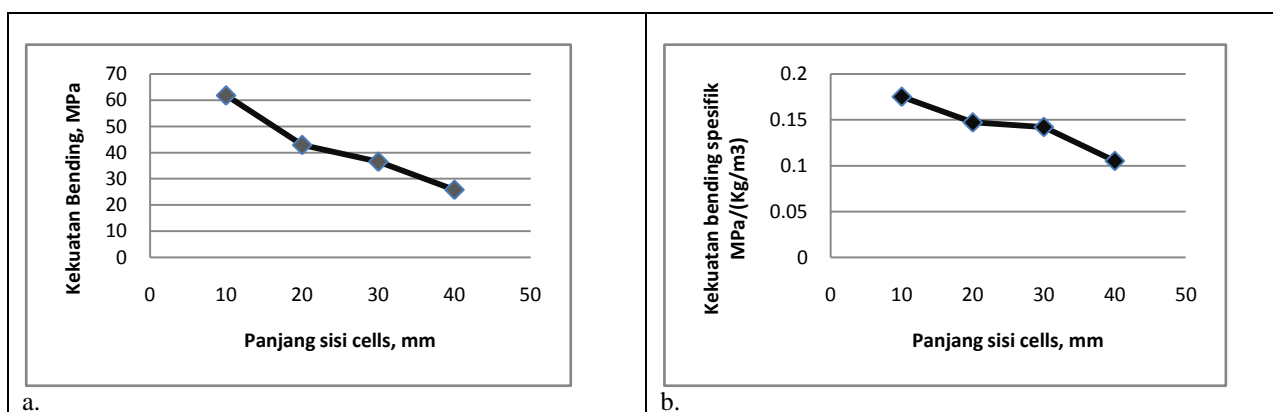 Kekuatan Bending, MPa
70
60
50
40
30
20
10
0
0 10 20 30 40 50
Panjang sisi cells, mm
a.
Kekuatan bending spesifik
MPa/(Kg/m3)
0.2
0.15
0.1
0.05
0
0 10 20 30 40 50
Panjang sisi cells, mm
b.